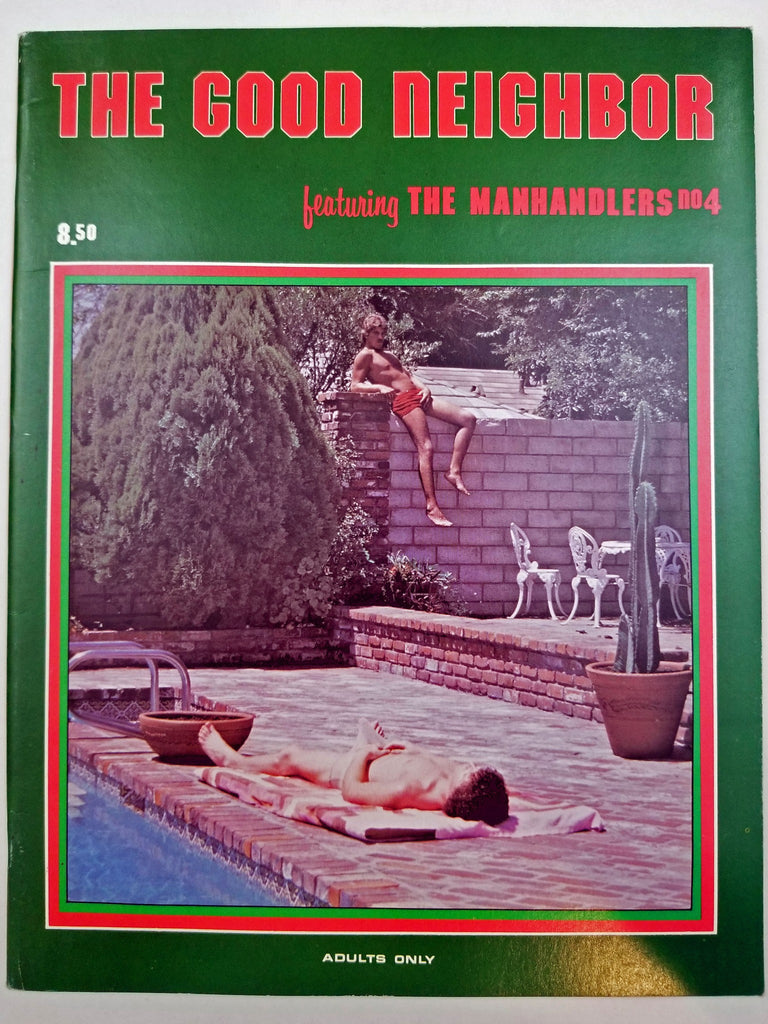 THE GOOD NEIGHBOR
featuring THE MANHANDLERS no4
8.50
ADULTS ONLY